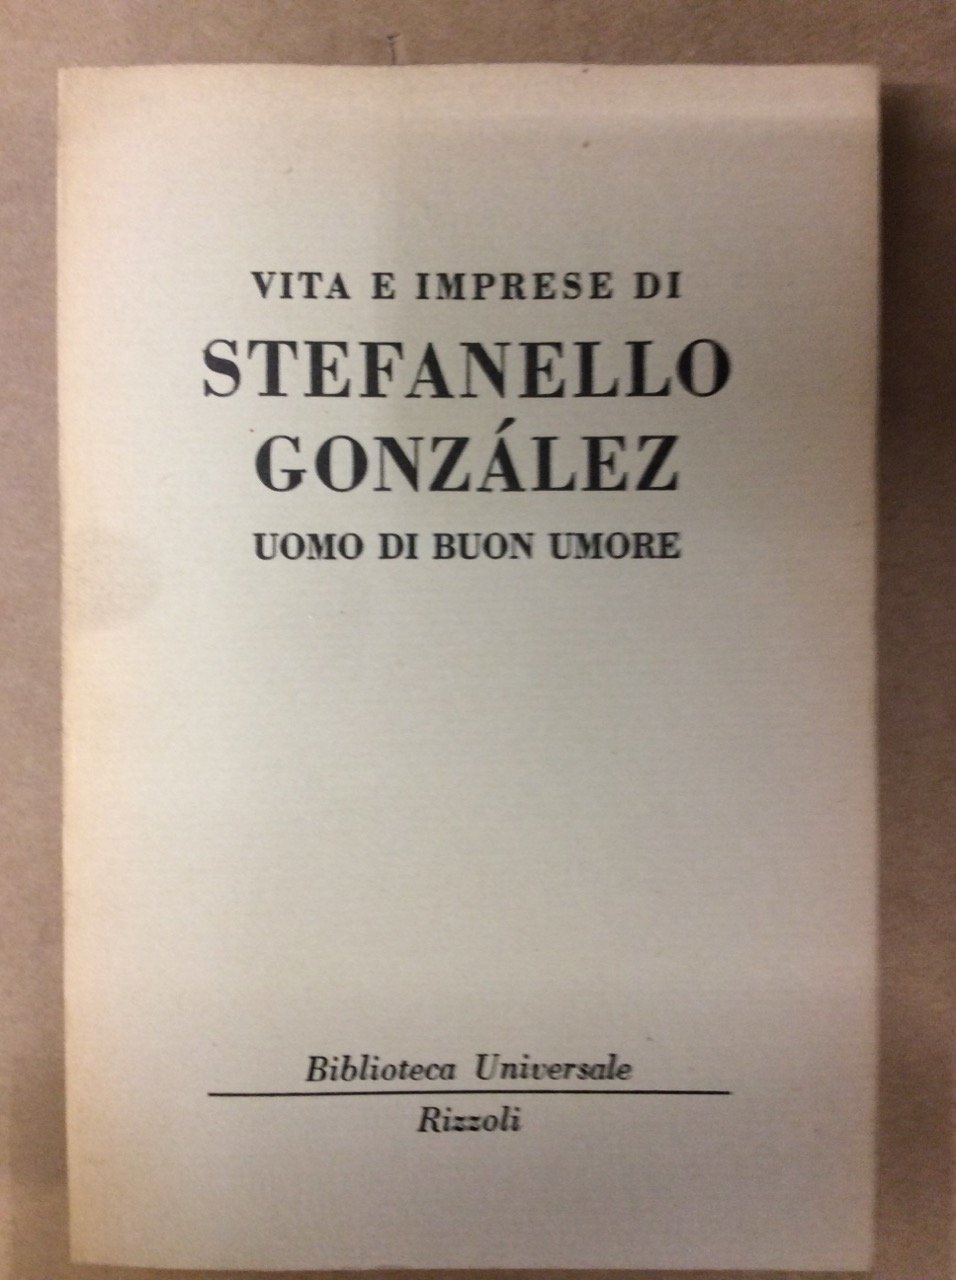 VITA E IMPRESE DI
STEFANELLO
GONZÁLEZ
UOMO DI BUON UMORE
Biblioteca Universale
Rizzoli